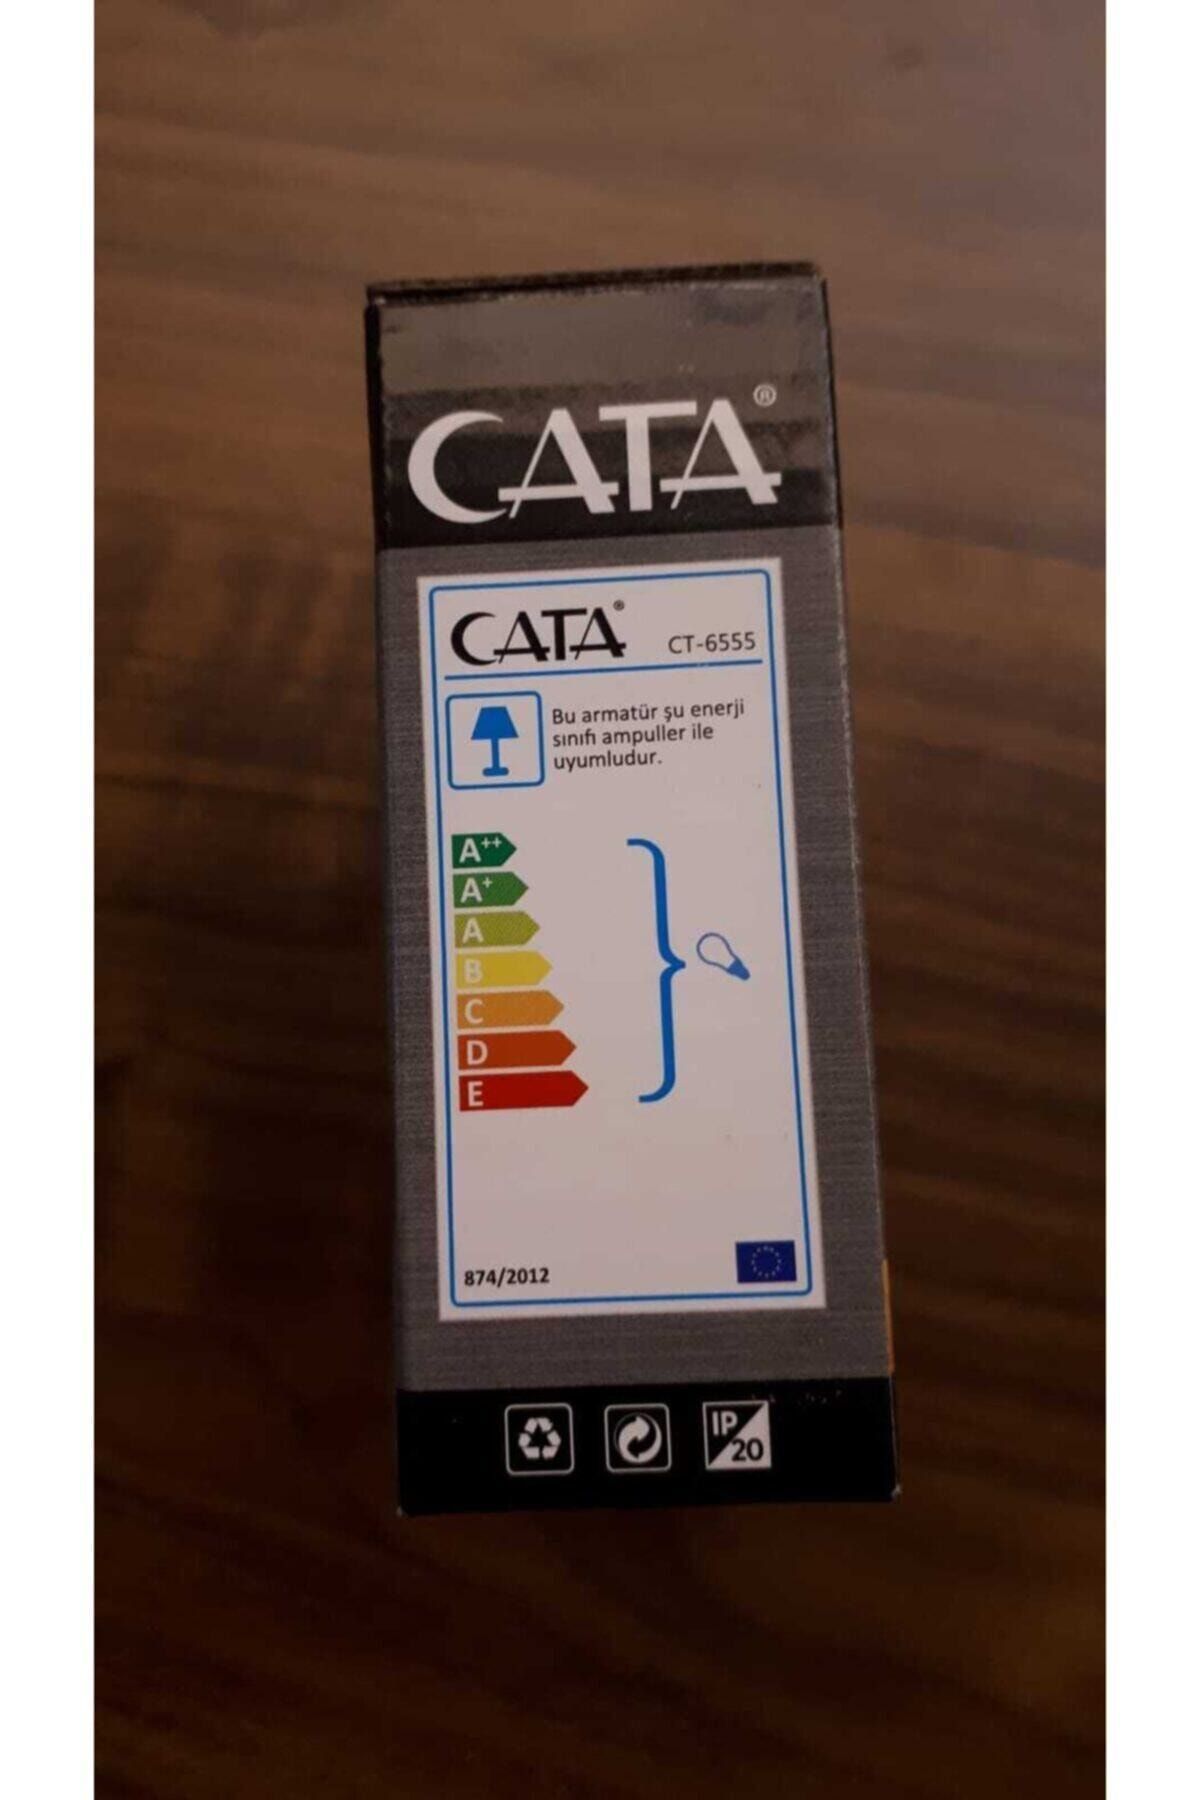 CATA®
CATA® CT-6555
Bu armatür şu enerji
sınıfı ampuller ile
uyumludur.
A++
A+
A
B
C
D
E
874/2012
IP
20